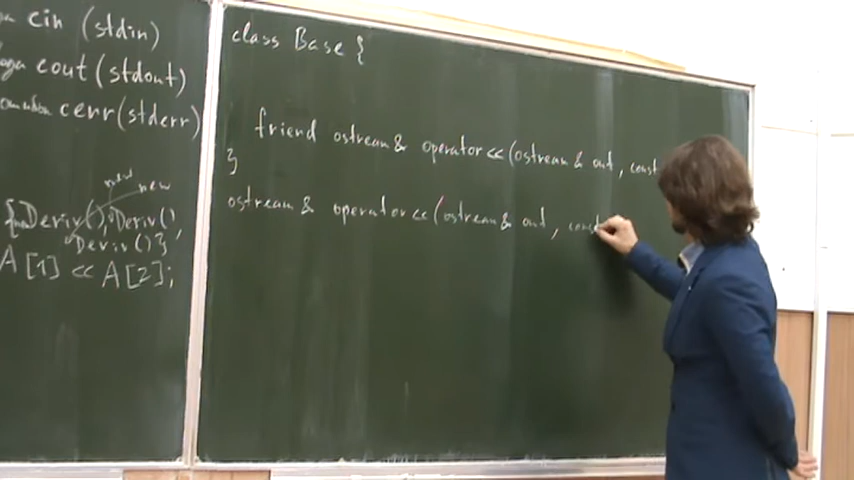 cin (stdin)
cout (stdout)
cerr (stderr)
new
new
Deriv(), Deriv(),
Deriv()}
A[1] << A[2];
class Base {
friend ostream & operator << (ostream & out, const
}
ostream & operator << (ostream & out, const